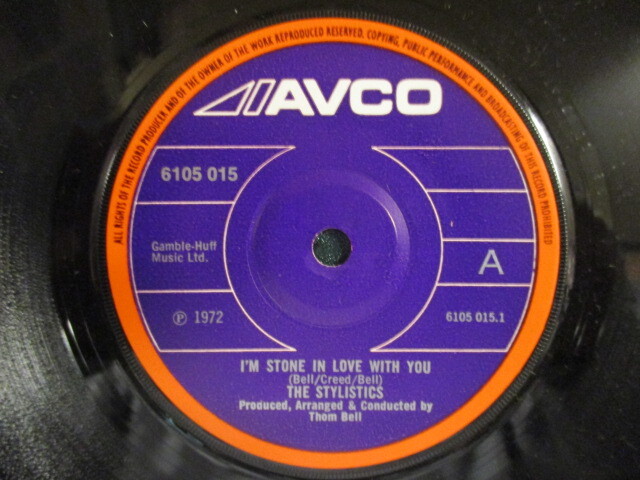 ALL RIGHTS OF THE RECORD PRODUCER AND OF THE OWNER OF THE WORK REPRODUCED RESERVED. COPYING, PUBLIC PERFORMANCE AND BROADCASTING OF THIS RECORD PROHIBITED
AVCO
6105 015
Gamble-Huff
Music Ltd.
A
℗ 1972
6105 015.1
I'M STONE IN LOVE WITH YOU
(Bell/Creed/Bell)
THE STYLISTICS
Produced, Arranged & Conducted by
Thom Bell